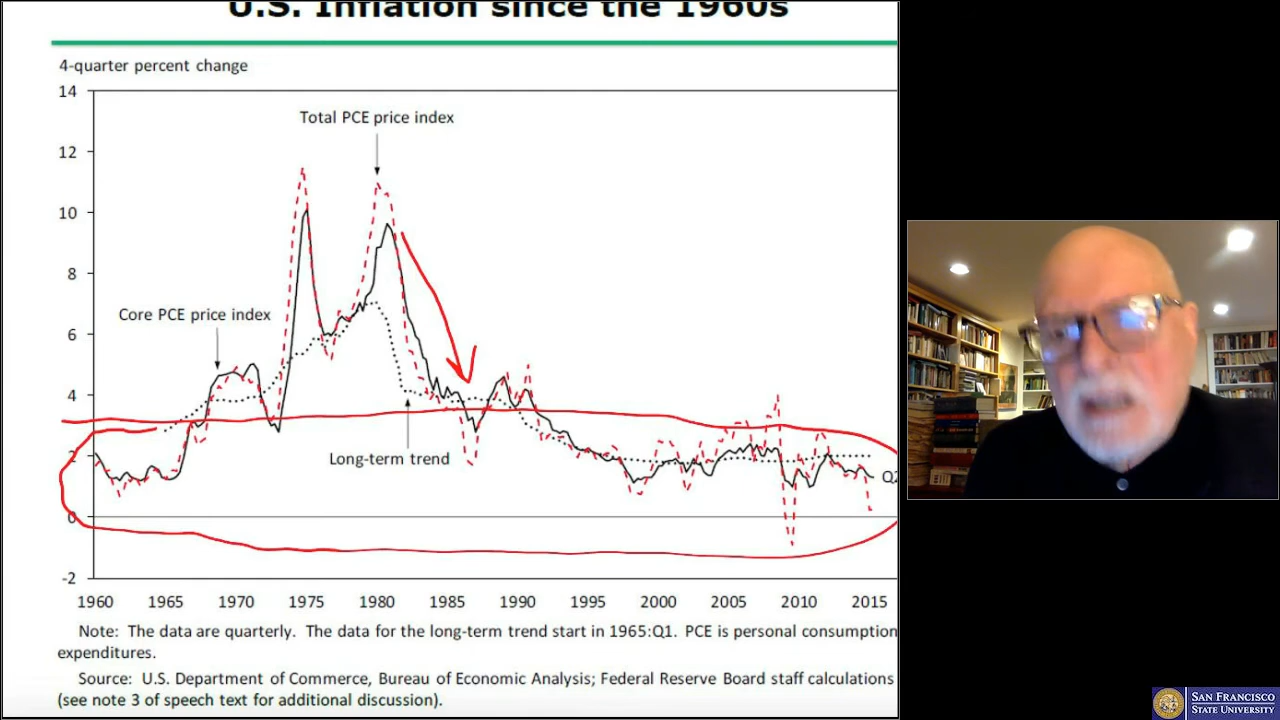 U.S. Inflation since the 1960s
4-quarter percent change
14
Total PCE price index
12
10
8
Core PCE price index
6
4
Long-term trend
2
Q2
0
-2
1960 1965 1970 1975 1980 1985 1990 1995 2000 2005 2010 2015
Note: The data are quarterly. The data for the long-term trend start in 1965:Q1. PCE is personal consumption
expenditures.
Source: U.S. Department of Commerce, Bureau of Economic Analysis; Federal Reserve Board staff calculations
(see note 3 of speech text for additional discussion).
SAN FRANCISCO
STATE UNIVERSITY